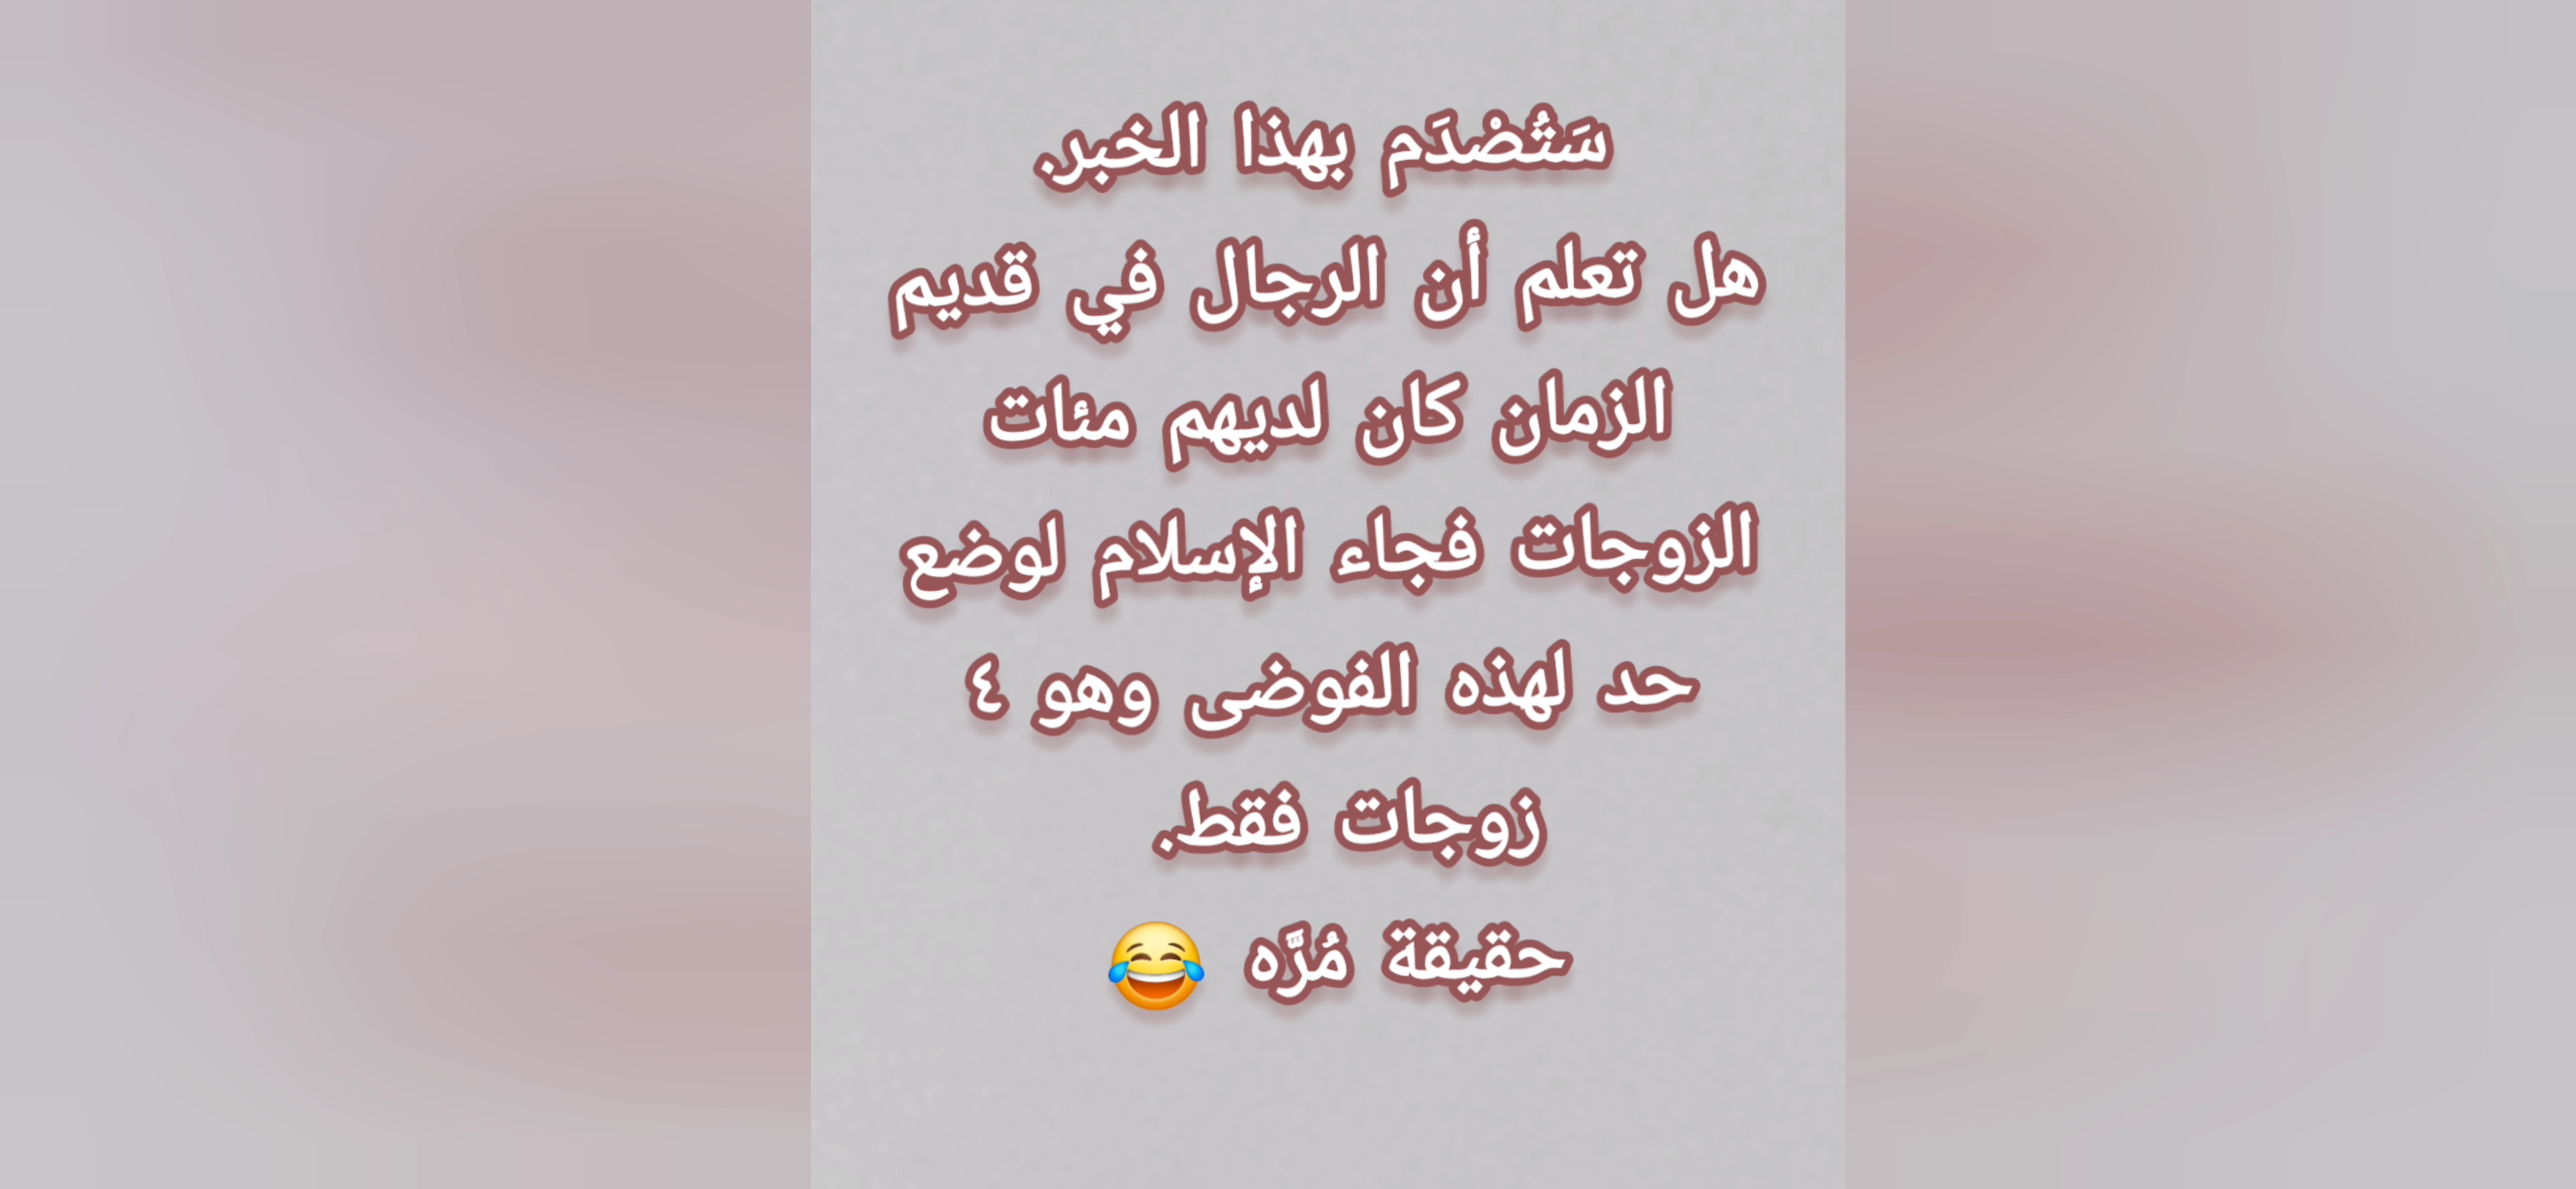 سَتُصْدَم بهذا الخبر.
هل تعلم أن الرجال في قديم
الزمان كان لديهم مئات
الزوجات فجاء الإسلام لوضع
حد لهذه الفوضى وهو ٤
زوجات فقط.
حقيقة مُرَّه 😂